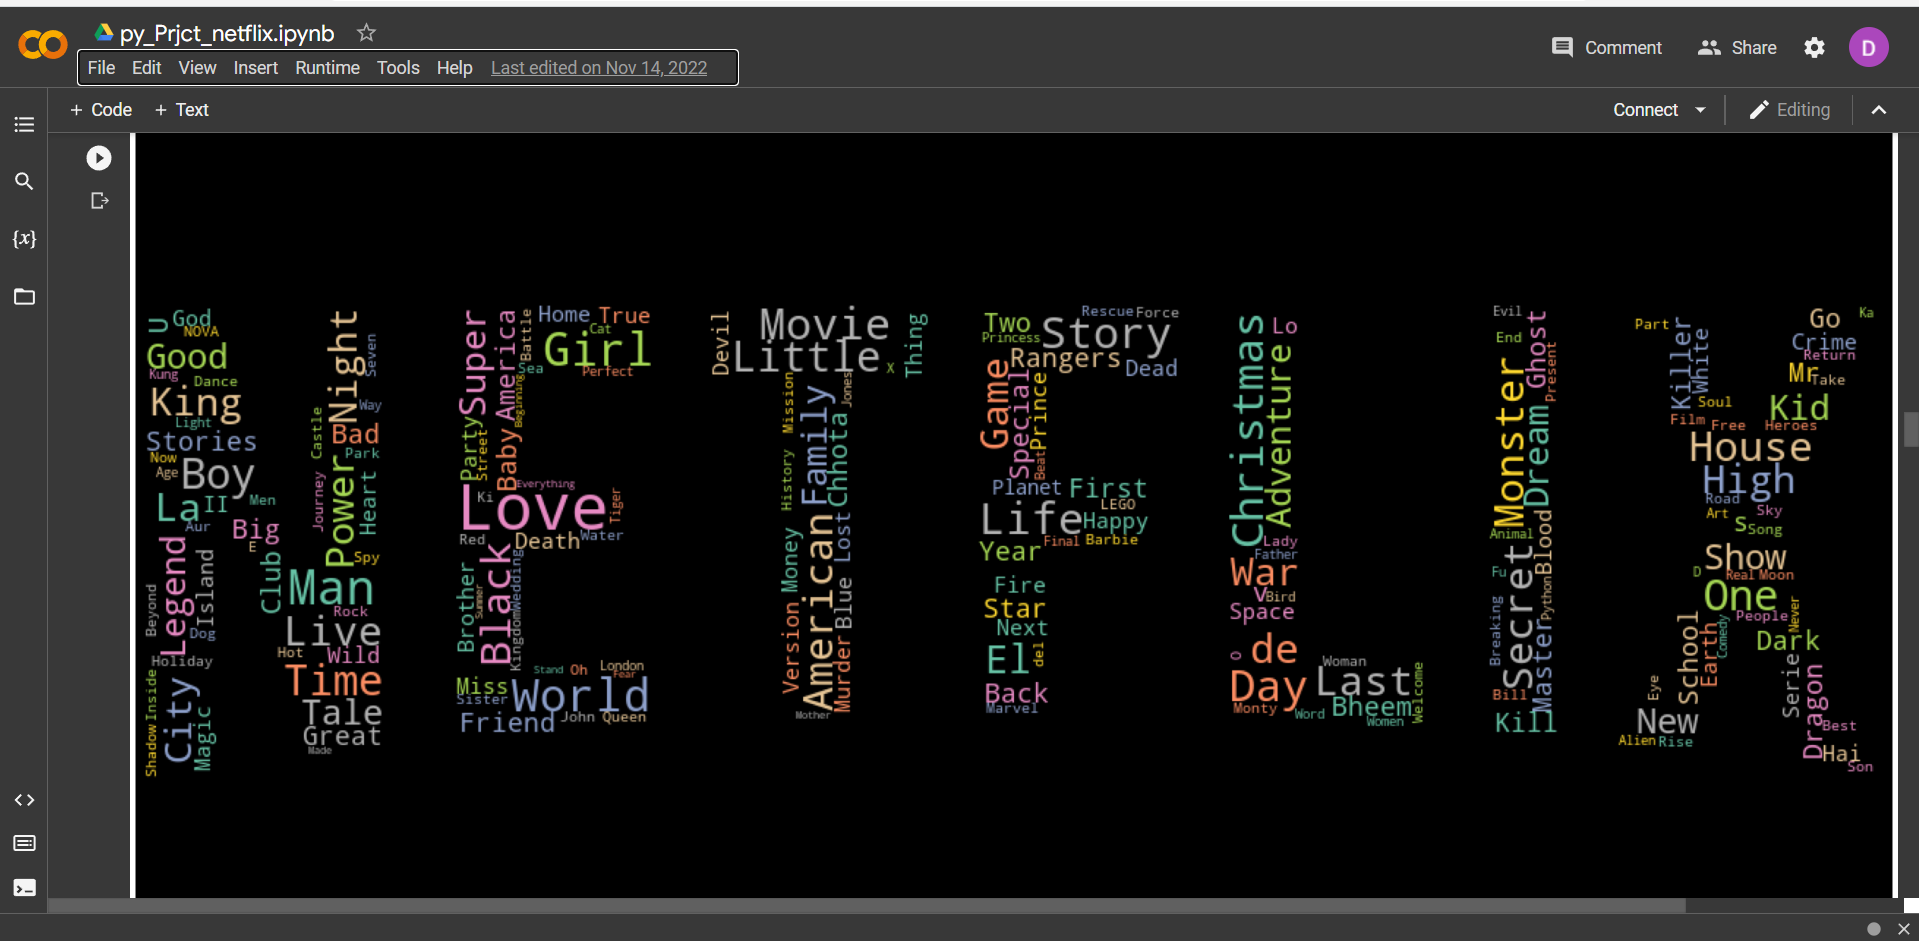 py_Prjct_netflix.ipynb
Comment
Share
D
File Edit View Insert Runtime Tools Help Last edited on Nov 14, 2022
+ Code + Text
Connect
Editing
{x}
U
God
NOVA
Good
Kung
Dance
King
Light
Stories
Now
Age
Boy
La
II
Men
Aur
Big
E
Legend
Island
Beyond
Dog
Holiday
City
Shadow
Inside
Magic
Night
Seven
Way
Castle
Bad
Park
Power
Heart
Journey
Spy
Club
Man
Rock
Live
Hot
Wild
Time
Tale
Great
Made
Super
America
Battle
Home
True
Cat
Girl
Sea
Perfect
Beginning
Party
Street
Baby
Everything
Ki
Love
Tiger
Red
Death
Water
Black
Brother
Summer
Kingdom
Wedding
Stand
Oh
London
Fear
Miss
Sister
World
Friend
John
Queen
Devil
Movie
Little
X
Thing
Mission
Jones
Family
Chhota
History
Money
Lost
American
Blue
Version
Murder
Mother
Two
Princess
Rescue
Force
Story
Rangers
Dead
Game
Special
Prince
Beat
Planet
First
LEGO
Life
Happy
Year
Final
Barbie
Fire
Star
Next
El
del
Back
Marvel
Christmas
Lo
Adventure
Lady
Father
War
V
Bird
Space
O
de
Day
Monty
Word
Woman
Last
Bheem
Women
Welcome
Evil
End
Ghost
Present
Monster
Dream
Animal
Blood
Fu
Secret
Python
Breaking
Master
Bill
Kill
Part
Killer
White
Soul
Film
Free
Go
Ka
Crime
Return
Mr
Take
Kid
Heroes
House
High
Road
Art
Sky
S
Song
Show
D
Real
Moon
One
People
Never
School
Earth
Comedy
Dark
Eye
Serie
Dragon
New
Alien
Rise
Best
Hai
Son